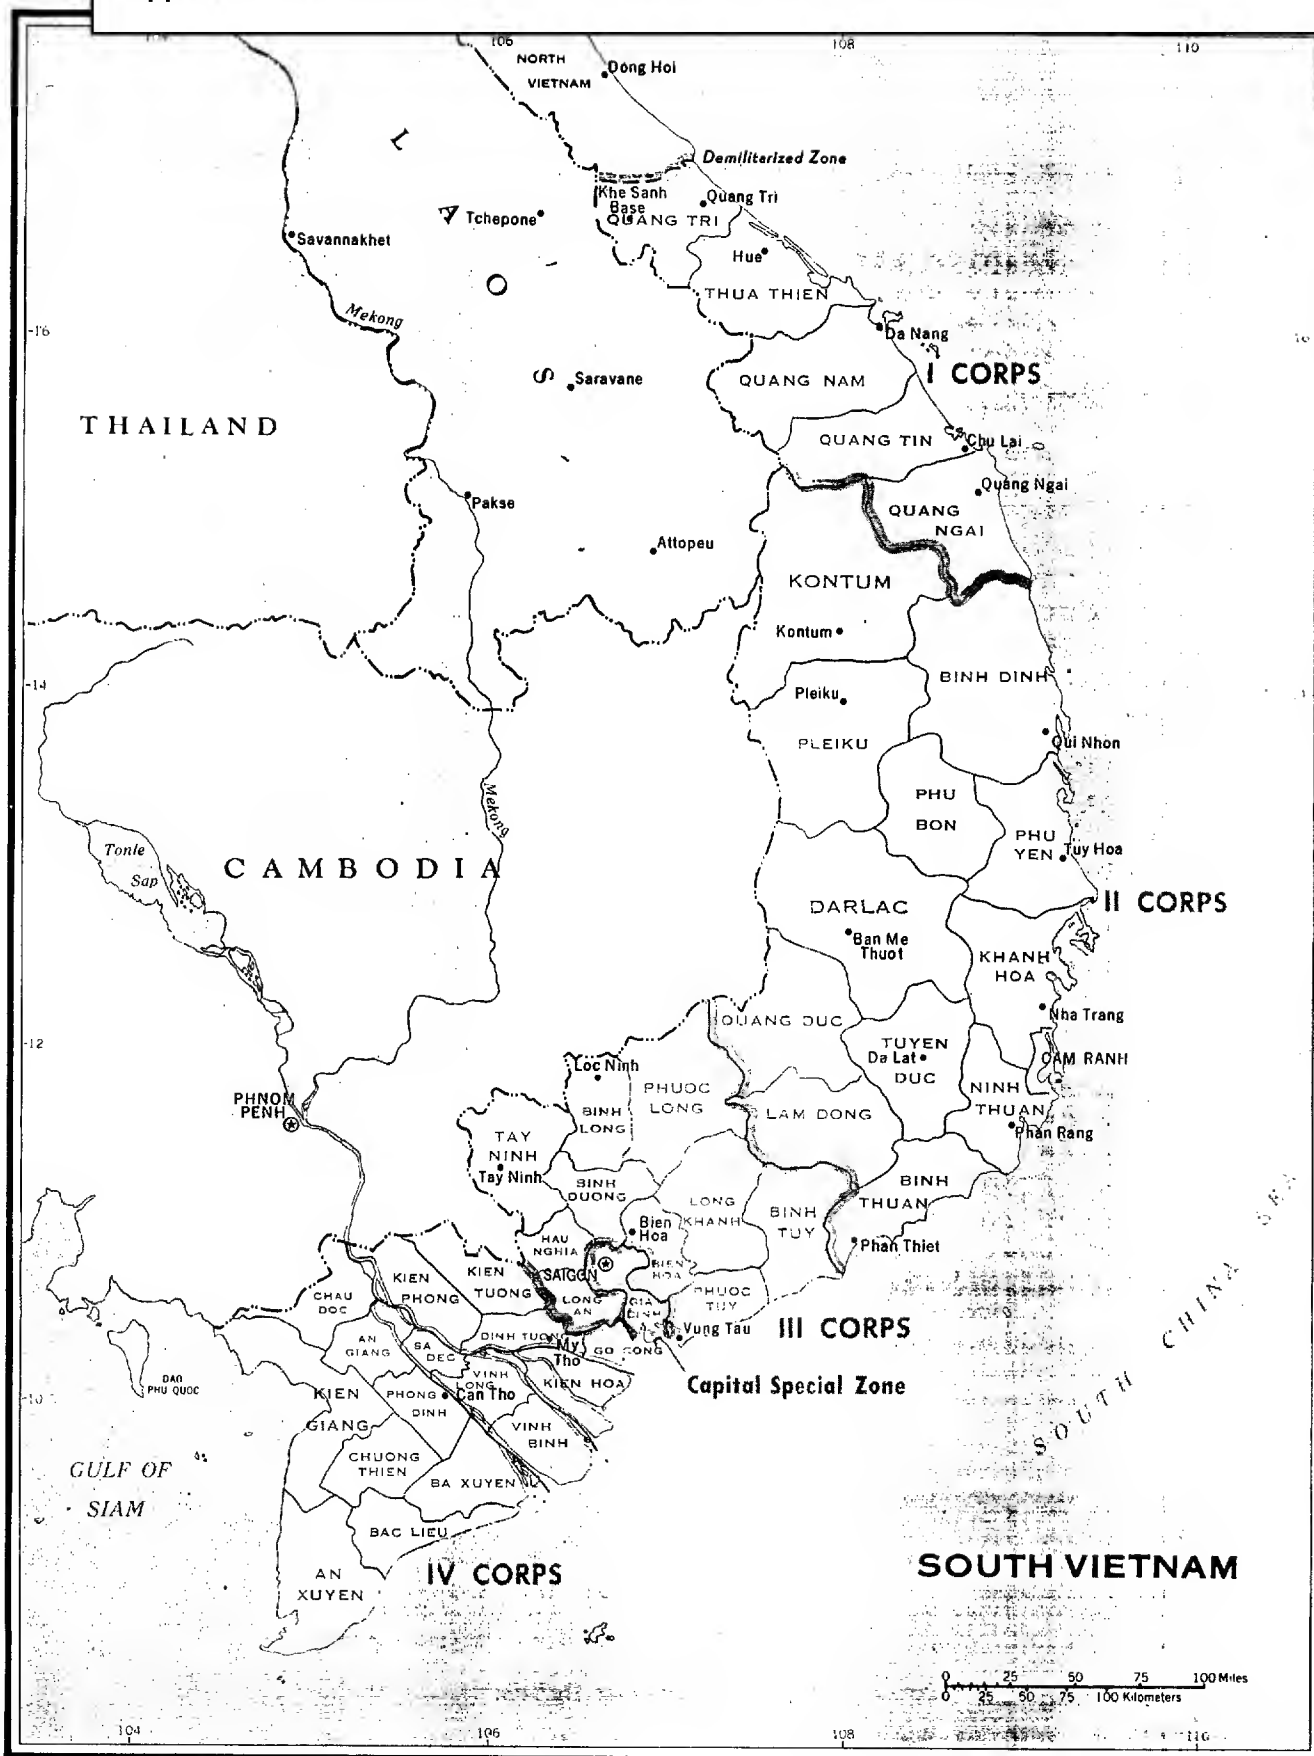 106
108
110
NORTH
VIETNAM
Dong Hoi
L
Demilitarized Zone
Khe Sanh
Base
Quang Tri
QUANG TRI
A
Tchepone
Savannakhet
Hue
O
THUA THIEN
Mekong
-16
Da Nang
I CORPS
S
Saravane
QUANG NAM
THAILAND
QUANG TIN
Chu Lai
Quang Ngai
Pakse
QUANG
NGAI
Attopeu
KONTUM
Kontum
-14
BINH DINH
Pleiku
PLEIKU
Qui Nhon
Mekong
PHU
BON
PHU
YEN
Tuy Hoa
Tonle
Sap
CAMBODIA
DARLAC
II CORPS
Ban Me
Thuot
KHANH
HOA
QUANG DUC
Nha Trang
-12
TUYEN
Da Lat
DUC
CAM RANH
Loc Ninh
PHUOC
LONG
NINH
THUAN
PHNOM
PENH
BINH
LONG
LAM DONG
Phan Rang
TAY
NINH
Tay Ninh
BINH
DUONG
LONG
KHANH
BINH
TUY
BINH
THUAN
Bien
Hoa
HAU
NGHIA
Phan Thiet
SAIGON
BIEN
HOA
KIEN
PHONG
KIEN
TUONG
PHUOC
TUY
CHAU
DOC
LONG
AN
GIA
DINH
Vung Tau
III CORPS
AN
GIANG
SA
DEC
DINH TUONG
My
Tho
GO CONG
Capital Special Zone
DAO
PHU QUOC
VINH
LONG
KIEN HOA
KIEN
GIANG
PHONG
DINH
Can Tho
VINH
BINH
SOUTH CHINA SEA
CHUONG
THIEN
BA XUYEN
GULF OF
SIAM
BAC LIEU
AN
XUYEN
IV CORPS
SOUTH VIETNAM
0 25 50 75 100 Miles
0 25 50 75 100 Kilometers
104
106
108
110